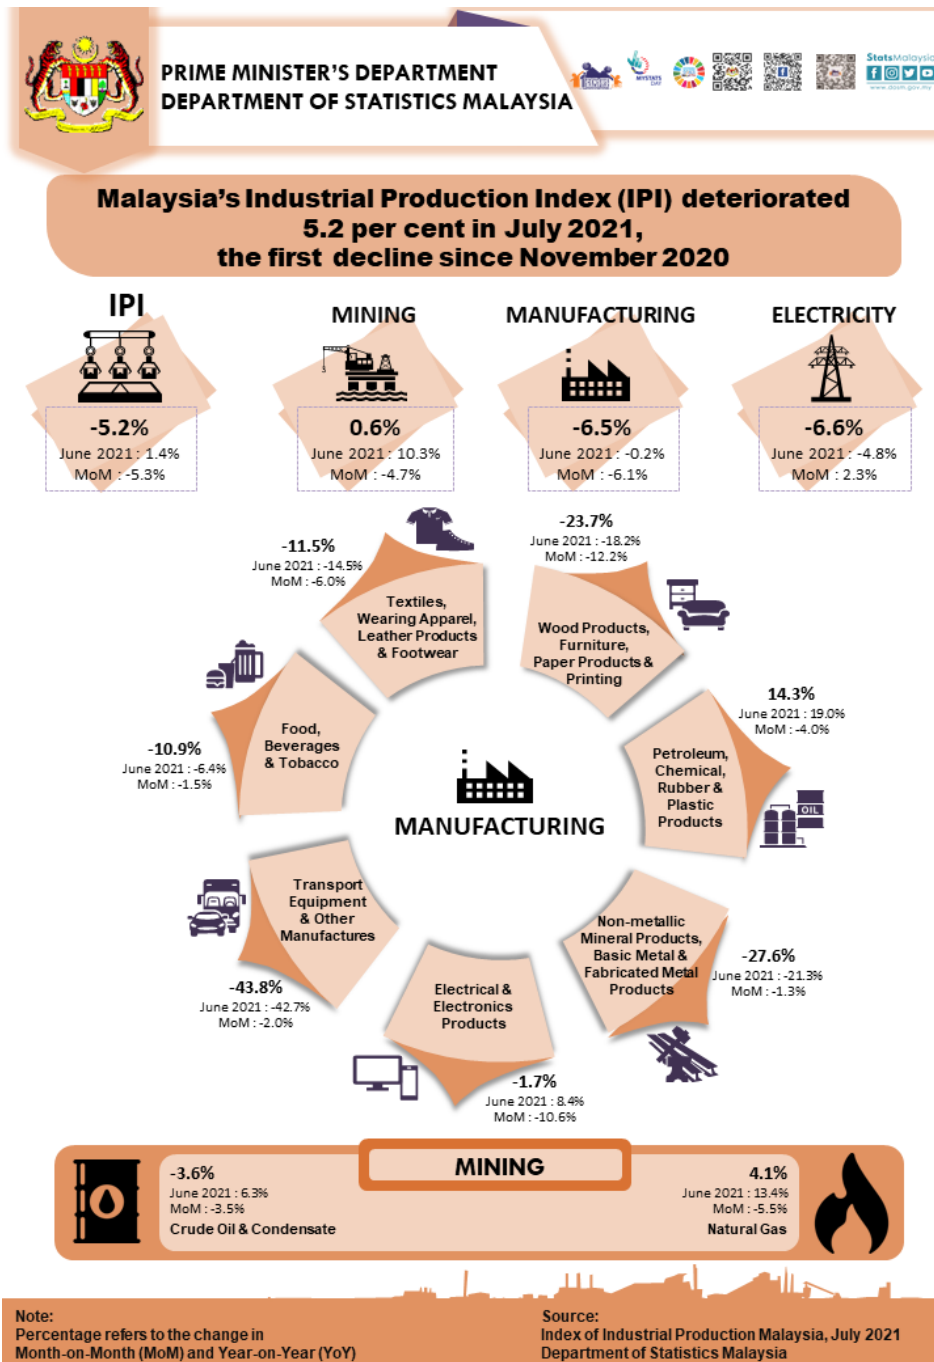 PRIME MINISTER'S DEPARTMENT
DEPARTMENT OF STATISTICS MALAYSIA
MYSTATS
DAY
StatsMalaysia
www.dosm.gov.my
Malaysia's Industrial Production Index (IPI) deteriorated
5.2 per cent in July 2021,
the first decline since November 2020
IPI
-5.2%
June 2021 : 1.4%
MoM : -5.3%
MINING
0.6%
June 2021 : 10.3%
MoM : -4.7%
MANUFACTURING
-6.5%
June 2021 : -0.2%
MoM : -6.1%
ELECTRICITY
-6.6%
June 2021 : -4.8%
MoM : 2.3%
-11.5%
June 2021 : -14.5%
MoM : -6.0%
Textiles,
Wearing Apparel,
Leather Products
& Footwear
-23.7%
June 2021 : -18.2%
MoM : -12.2%
Wood Products,
Furniture,
Paper Products &
Printing
14.3%
June 2021 : 19.0%
MoM : -4.0%
Petroleum,
Chemical,
Rubber &
Plastic
Products
OIL
-10.9%
June 2021 : -6.4%
MoM : -1.5%
Food,
Beverages
& Tobacco
MANUFACTURING
Transport
Equipment
& Other
Manufactures
-43.8%
June 2021 : -42.7%
MoM : -2.0%
Electrical &
Electronics
Products
-1.7%
June 2021 : 8.4%
MoM : -10.6%
Non-metallic
Mineral Products,
Basic Metal &
Fabricated Metal
Products
-27.6%
June 2021 : -21.3%
MoM : -1.3%
MINING
-3.6%
June 2021 : 6.3%
MoM : -3.5%
Crude Oil & Condensate
4.1%
June 2021 : 13.4%
MoM : -5.5%
Natural Gas
Note:
Percentage refers to the change in
Month-on-Month (MoM) and Year-on-Year (YoY)
Source:
Index of Industrial Production Malaysia, July 2021
Department of Statistics Malaysia